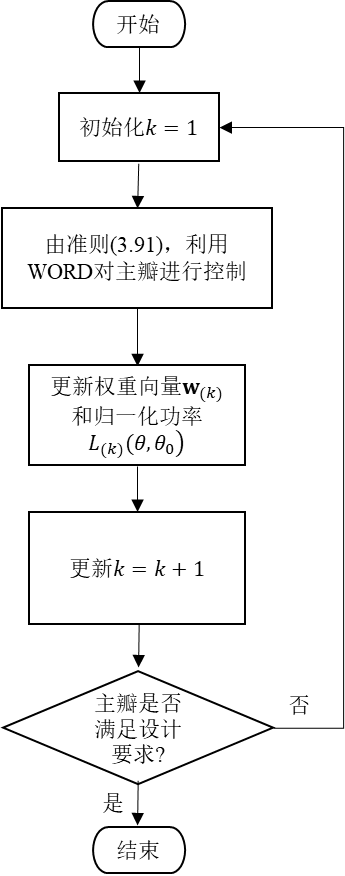 开始
初始化k = 1
由准则(3.91)，利用
WORD对主瓣进行控制
更新权重向量w(k)
和归一化功率
L(k)(θ, θ0)
更新k = k + 1
主瓣是否
满足设计
要求?
否
是
结束